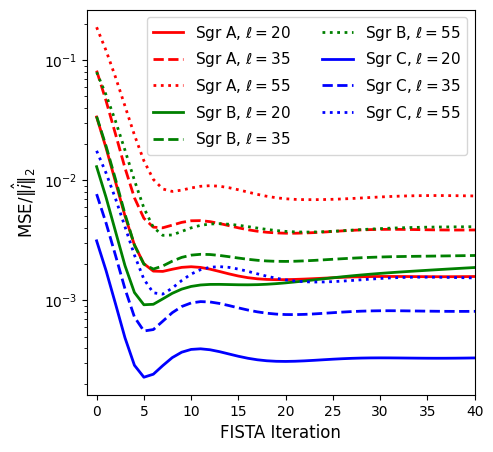 Sgr A, ℓ = 20
Sgr A, ℓ = 35
Sgr A, ℓ = 55
Sgr B, ℓ = 20
Sgr B, ℓ = 35
Sgr B, ℓ = 55
Sgr C, ℓ = 20
Sgr C, ℓ = 35
Sgr C, ℓ = 55
MSE/‖î‖₂
10⁻¹
10⁻²
10⁻³
0 5 10 15 20 25 30 35 40
FISTA Iteration